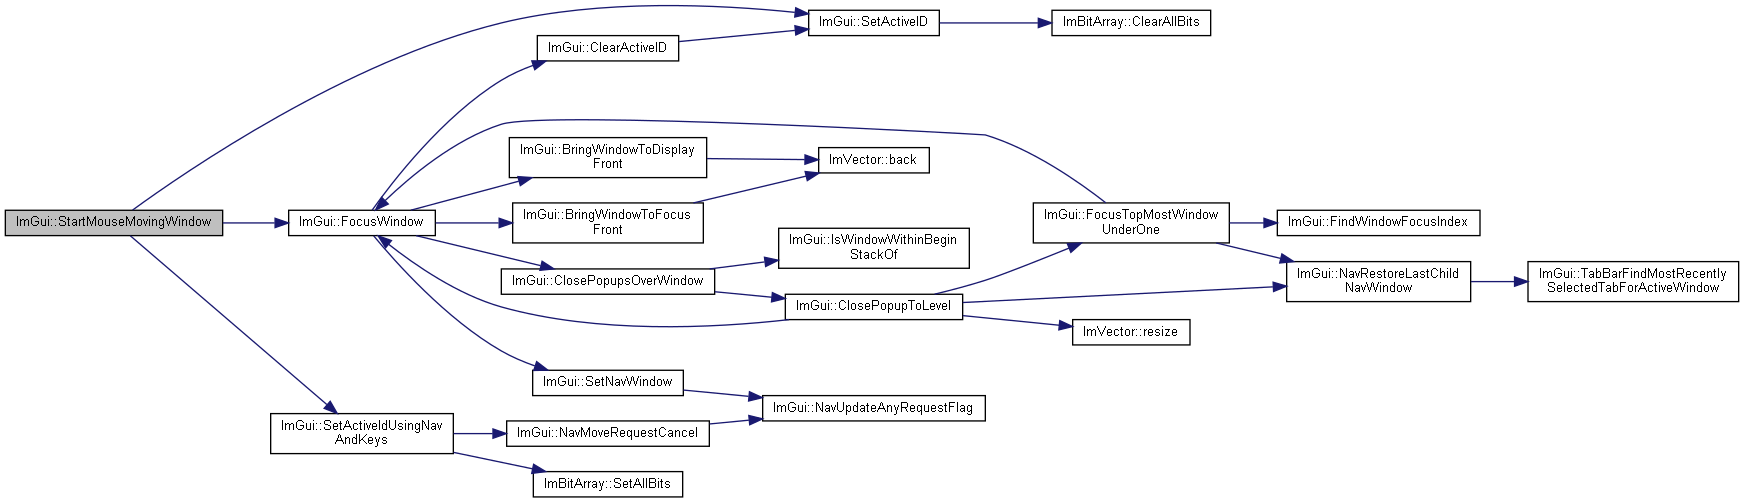 ImGui::SetActiveID
ImBitArray::ClearAllBits
ImGui::ClearActiveID
ImGui::BringWindowToDisplay
Front
ImVector::back
ImGui::StartMouseMovingWindow
ImGui::FocusWindow
ImGui::BringWindowToFocus
Front
ImGui::FocusTopMostWindow
UnderOne
ImGui::FindWindowFocusIndex
ImGui::IsWindowWithinBegin
StackOf
ImGui::ClosePopupsOverWindow
ImGui::NavRestoreLastChild
NavWindow
ImGui::TabBarFindMostRecently
SelectedTabForActiveWindow
ImGui::ClosePopupToLevel
ImVector::resize
ImGui::SetNavWindow
ImGui::NavUpdateAnyRequestFlag
ImGui::SetActiveIdUsingNav
AndKeys
ImGui::NavMoveRequestCancel
ImBitArray::SetAllBits